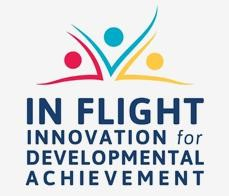 IN FLIGHT
INNOVATION for
DEVELOPMENTAL
ACHIEVEMENT